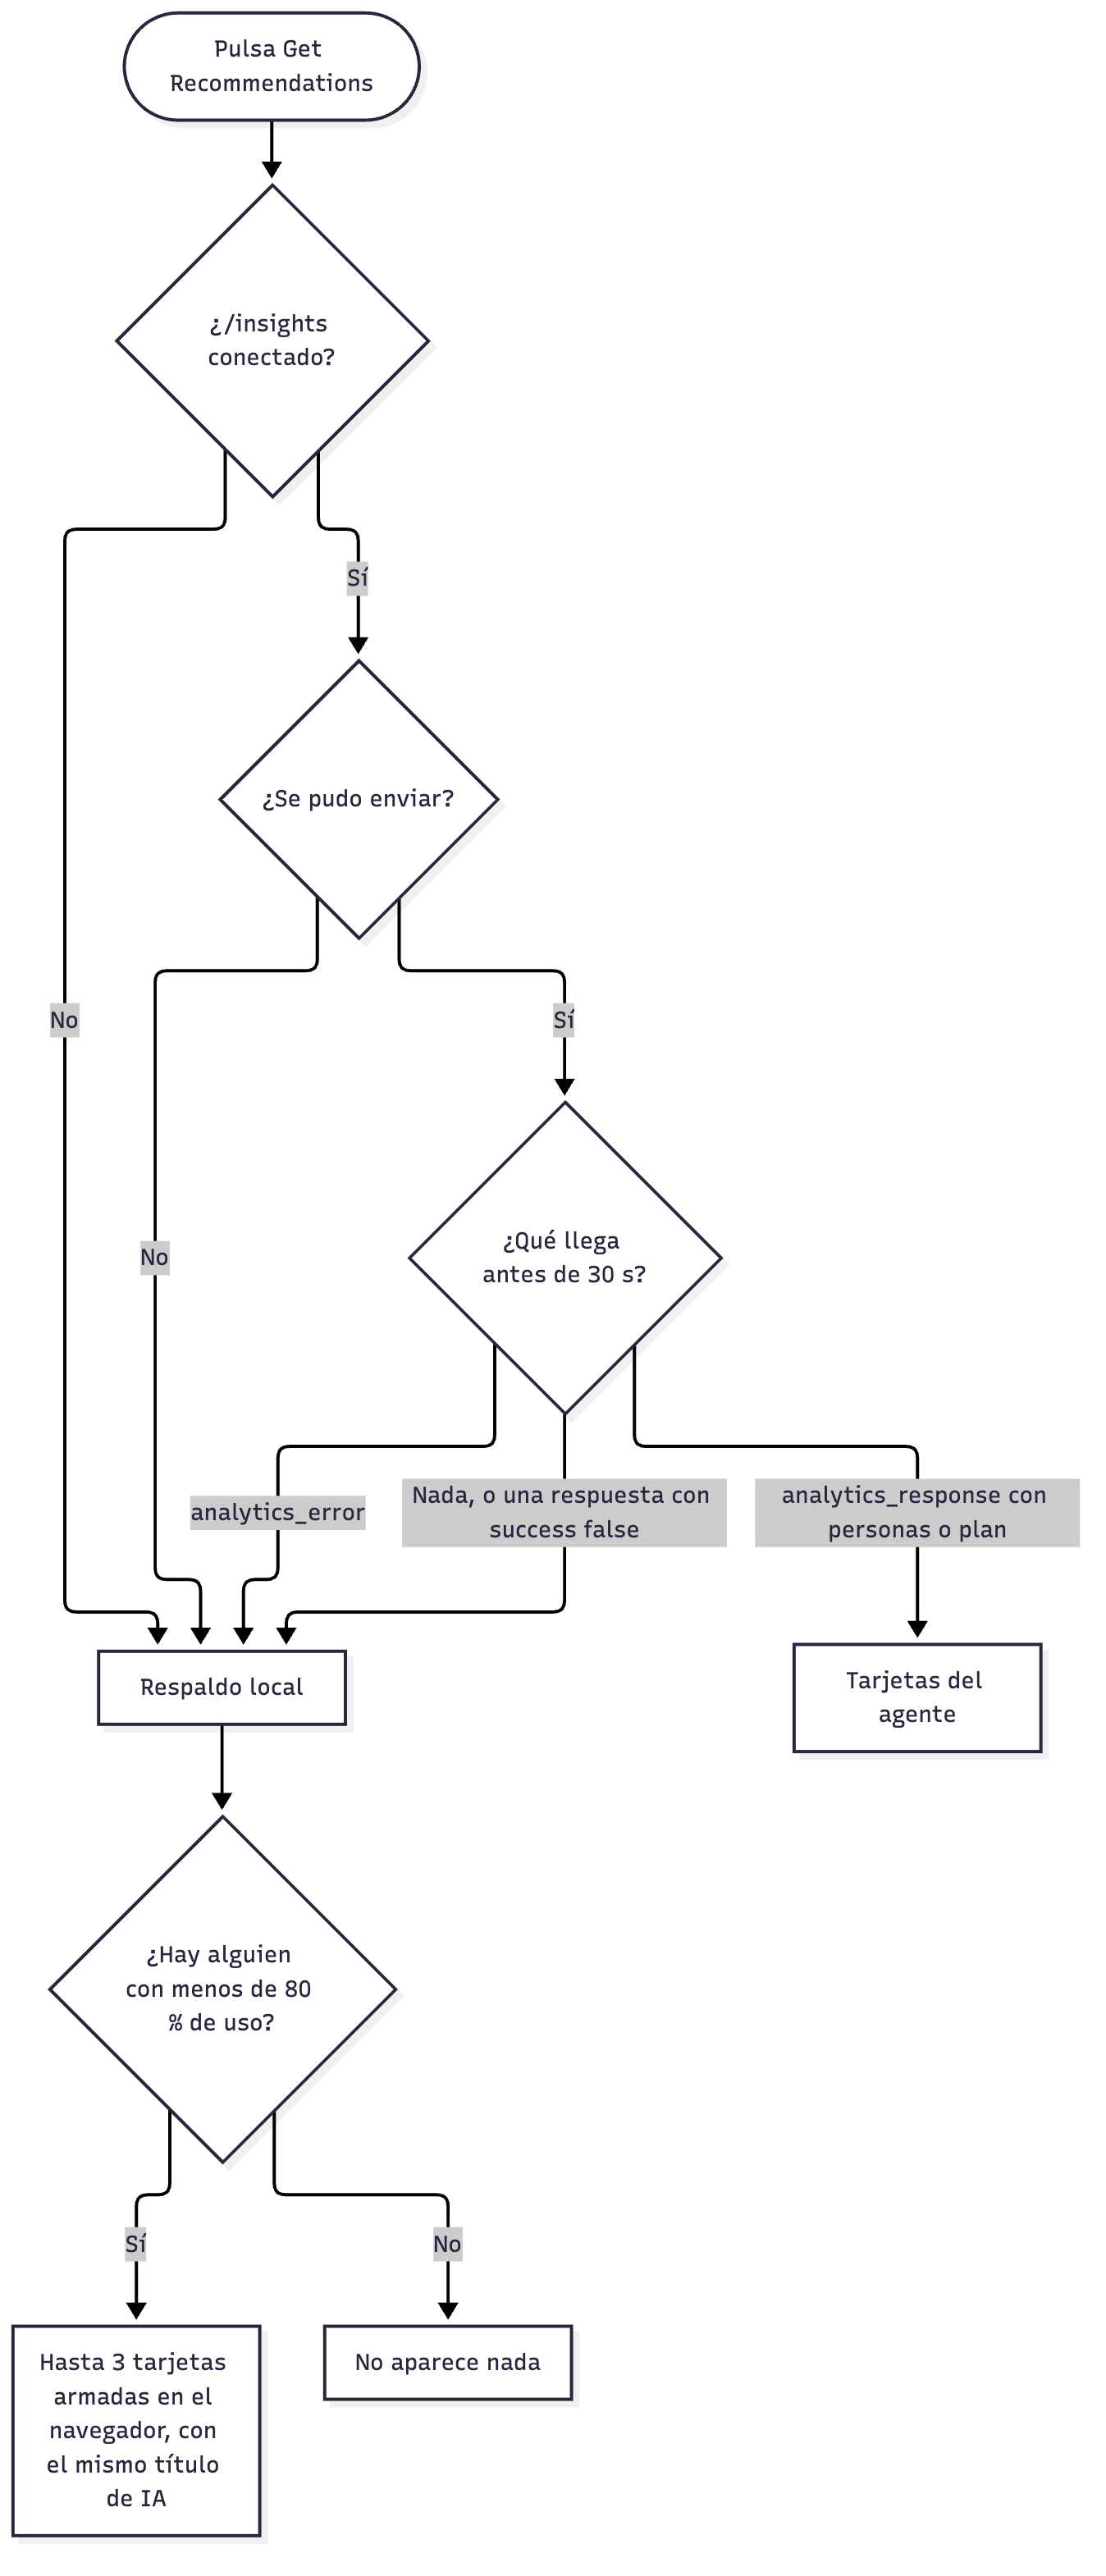 Pulsa Get
Recommendations
¿/insights
conectado?
Sí
¿Se pudo enviar?
No
Sí
No
¿Qué llega
antes de 30 s?
analytics_error
Nada, o una respuesta con
success false
analytics_response con
personas o plan
Respaldo local
Tarjetas del
agente
¿Hay alguien
con menos de 80
% de uso?
Sí
No
Hasta 3 tarjetas
armadas en el
navegador, con
el mismo título
de IA
No aparece nada